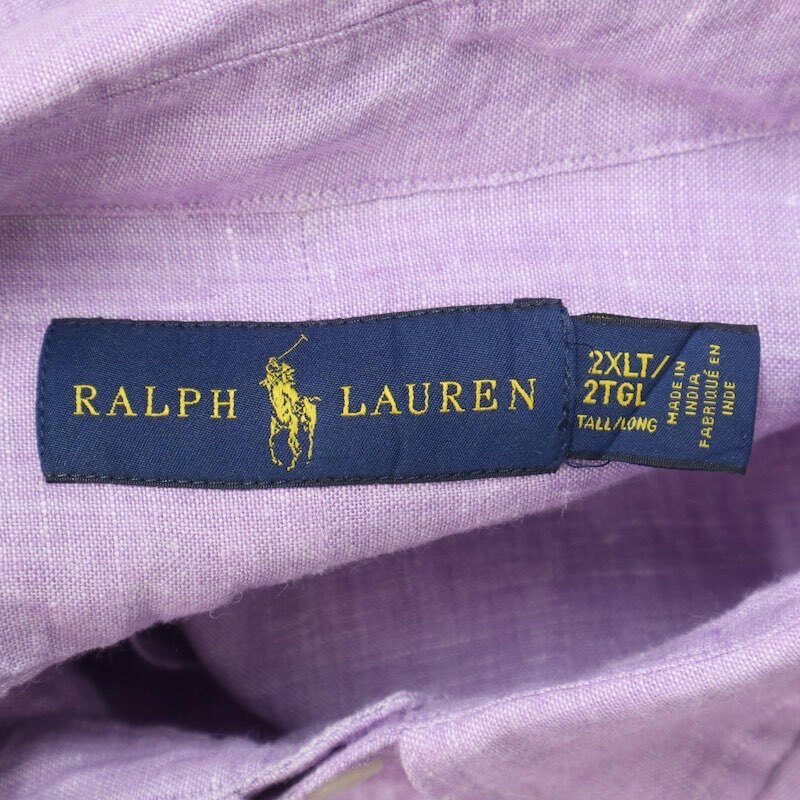 RALPH LAUREN
2XLT/
2TGL
TALL/LONG
MADE IN
INDIA
FABRIQUÉ EN
INDE